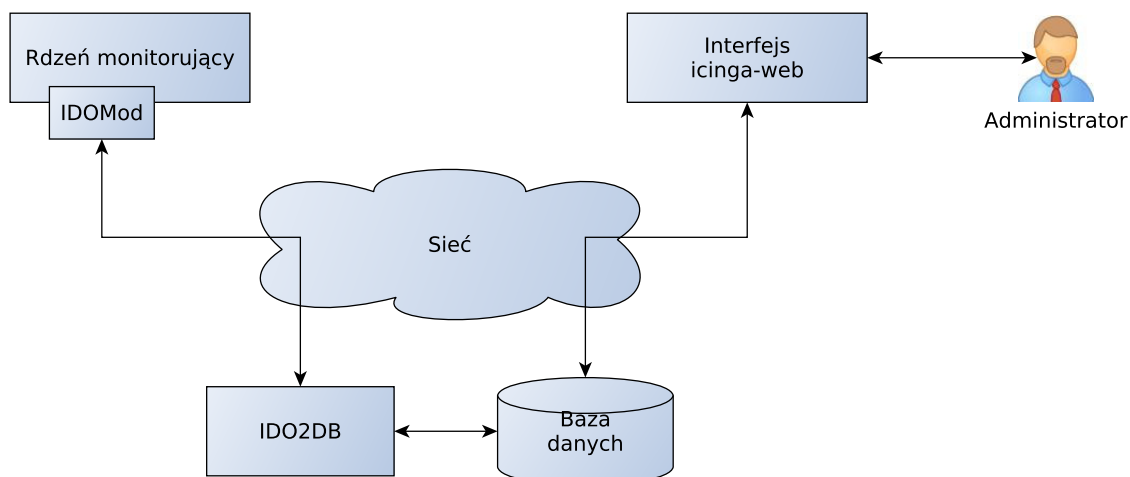 Rdzeń monitorujący
IDOMod
Interfejs
icinga-web
Administrator
Sieć
IDO2DB
Baza
danych